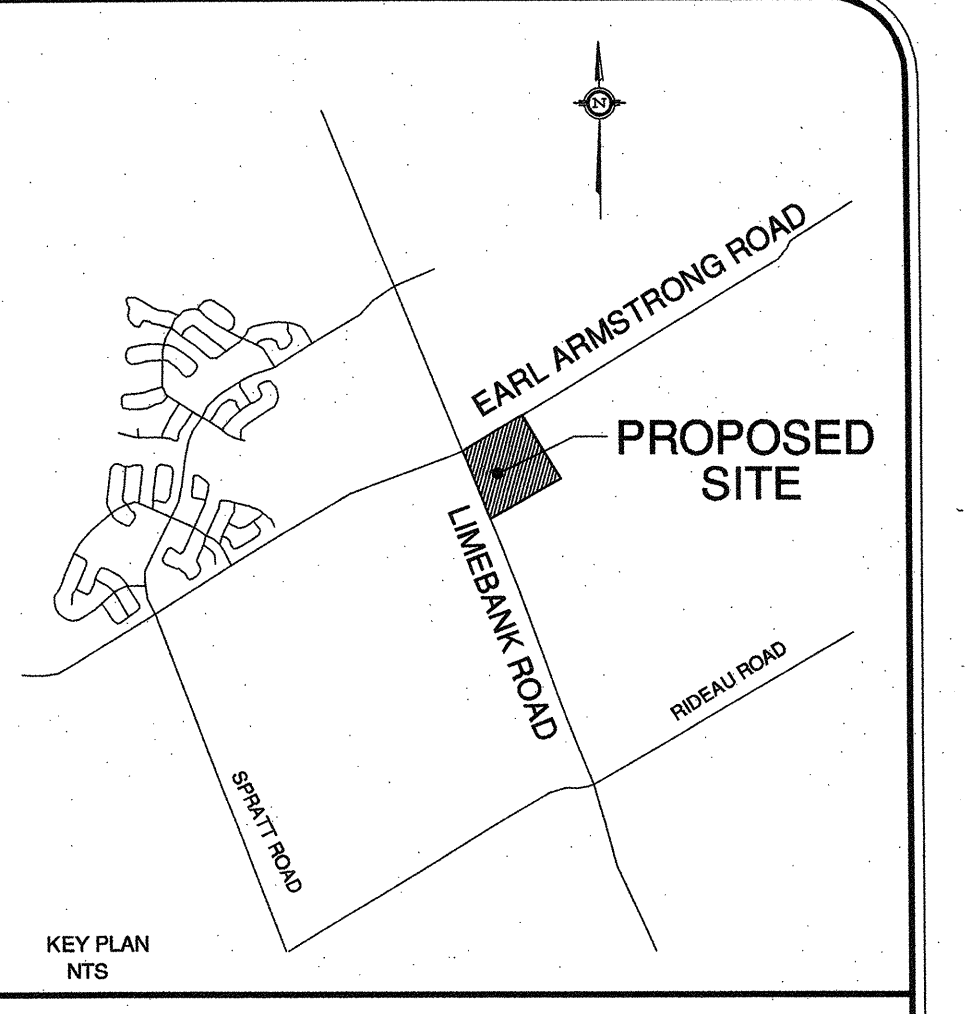 N
EARL ARMSTRONG ROAD
PROPOSED
SITE
LIMEBANK ROAD
RIDEAU ROAD
SPRATT ROAD
KEY PLAN
NTS